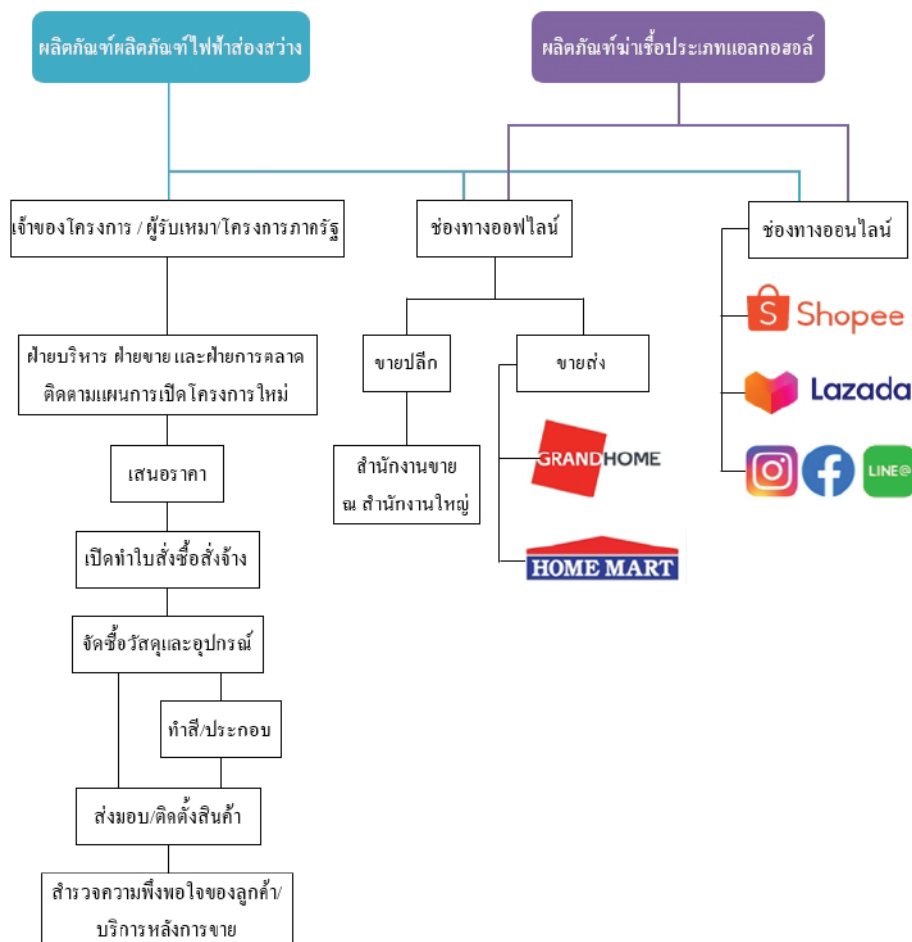 ผลิตภัณฑ์ผลิตภัณฑ์ไฟฟ้าส่องสว่าง
ผลิตภัณฑ์ฆ่าเชื้อประเภทแอลกอฮอล์
เจ้าของโครงการ / ผู้รับเหมา/โครงการภาครัฐ
ช่องทางออฟไลน์
ช่องทางออนไลน์
Shopee
ฝ่ายบริหาร ฝ่ายขาย และฝ่ายการตลาด
ติดตามแผนการเปิดโครงการใหม่
ขายปลีก
ขายส่ง
Lazada
เสนอราคา
สำนักงานขาย
ณ สำนักงานใหญ่
GRANDHOME
LINE@
เปิดทำใบสั่งซื้อสั่งจ้าง
HOME MART
จัดซื้อวัสดุและอุปกรณ์
ทำสี/ประกอบ
ส่งมอบ/ติดตั้งสินค้า
สำรวจความพึงพอใจของลูกค้า/
บริการหลังการขาย